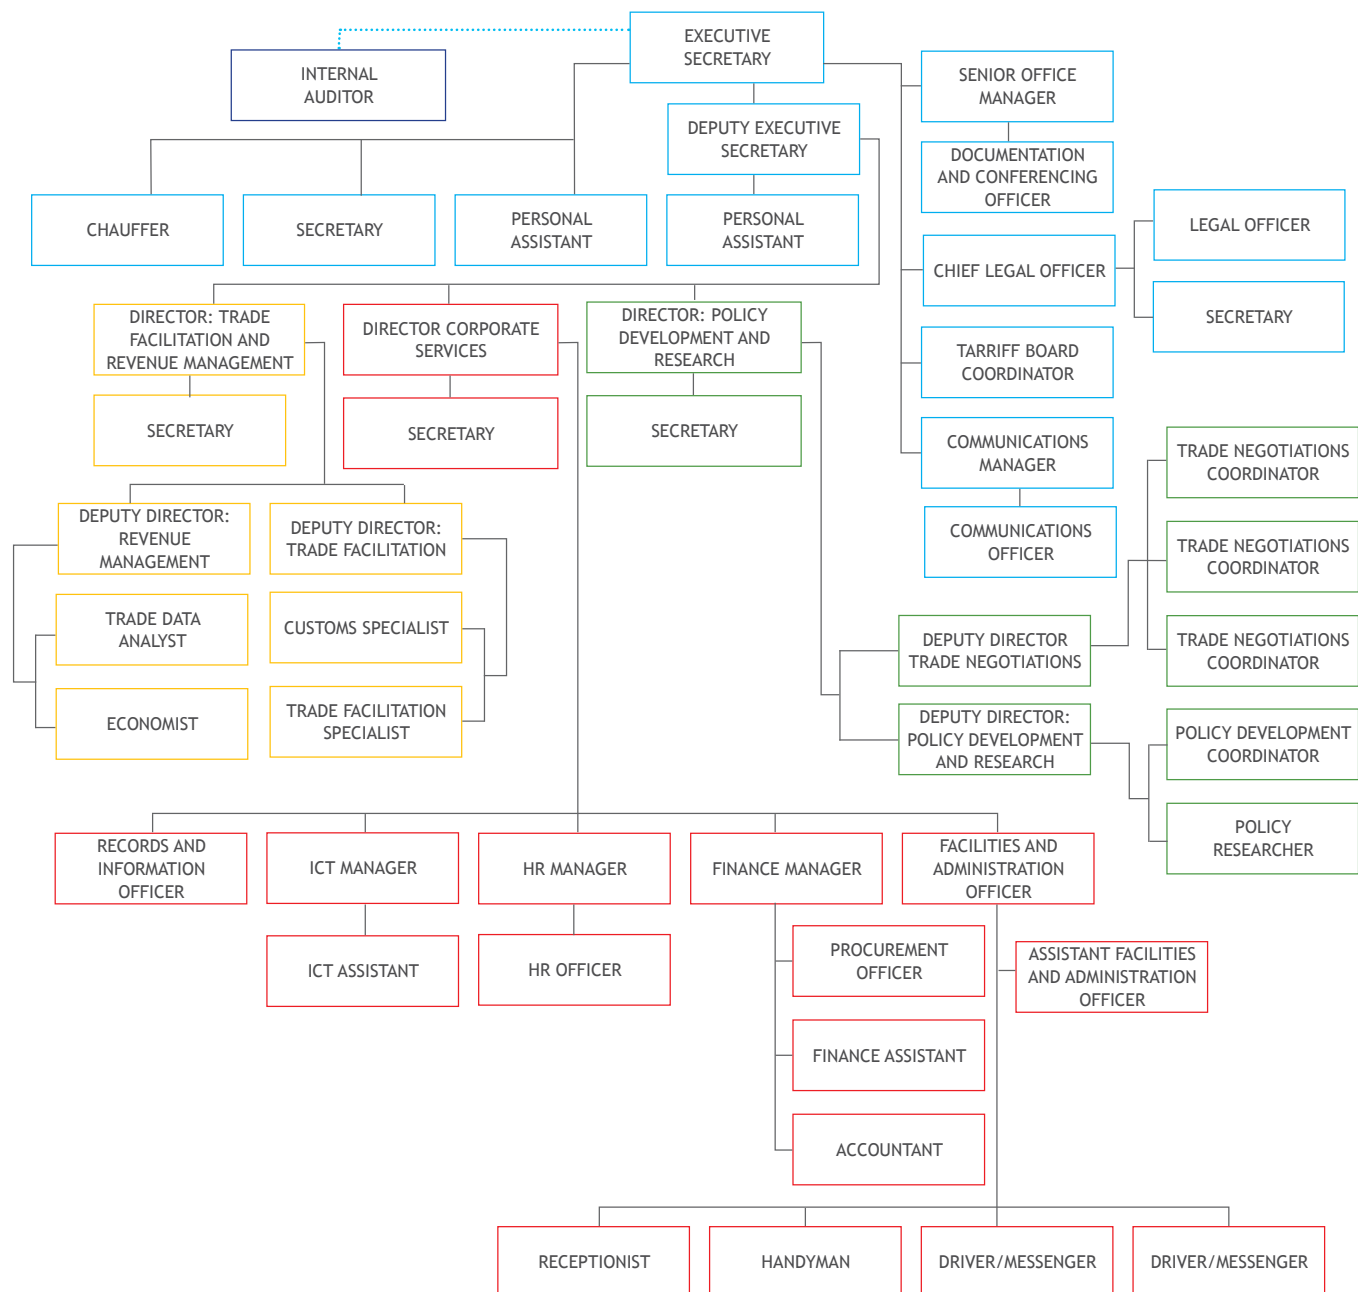 EXECUTIVE
SECRETARY
INTERNAL
AUDITOR
SENIOR OFFICE
MANAGER
DEPUTY EXECUTIVE
SECRETARY
DOCUMENTATION
AND CONFERENCING
OFFICER
CHAUFFER
SECRETARY
PERSONAL
ASSISTANT
PERSONAL
ASSISTANT
LEGAL OFFICER
CHIEF LEGAL OFFICER
SECRETARY
DIRECTOR: TRADE
FACILITATION AND
REVENUE MANAGEMENT
DIRECTOR CORPORATE
SERVICES
DIRECTOR: POLICY
DEVELOPMENT AND
RESEARCH
TARRIFF BOARD
COORDINATOR
SECRETARY
SECRETARY
SECRETARY
COMMUNICATIONS
MANAGER
TRADE NEGOTIATIONS
COORDINATOR
DEPUTY DIRECTOR:
REVENUE
MANAGEMENT
DEPUTY DIRECTOR:
TRADE FACILITATION
COMMUNICATIONS
OFFICER
TRADE NEGOTIATIONS
COORDINATOR
TRADE DATA
ANALYST
CUSTOMS SPECIALIST
DEPUTY DIRECTOR
TRADE NEGOTIATIONS
TRADE NEGOTIATIONS
COORDINATOR
ECONOMIST
TRADE FACILITATION
SPECIALIST
DEPUTY DIRECTOR:
POLICY DEVELOPMENT
AND RESEARCH
POLICY DEVELOPMENT
COORDINATOR
POLICY
RESEARCHER
RECORDS AND
INFORMATION
OFFICER
ICT MANAGER
HR MANAGER
FINANCE MANAGER
FACILITIES AND
ADMINISTRATION
OFFICER
ICT ASSISTANT
HR OFFICER
PROCUREMENT
OFFICER
ASSISTANT FACILITIES
AND ADMINISTRATION
OFFICER
FINANCE ASSISTANT
ACCOUNTANT
RECEPTIONIST
HANDYMAN
DRIVER/MESSENGER
DRIVER/MESSENGER